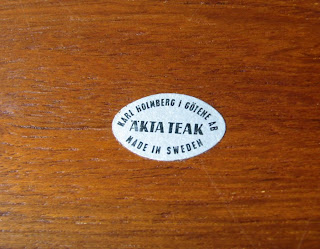 KARL HOLMBERG I GÖTENE AB
ÄKTA TEAK
MADE IN SWEDEN